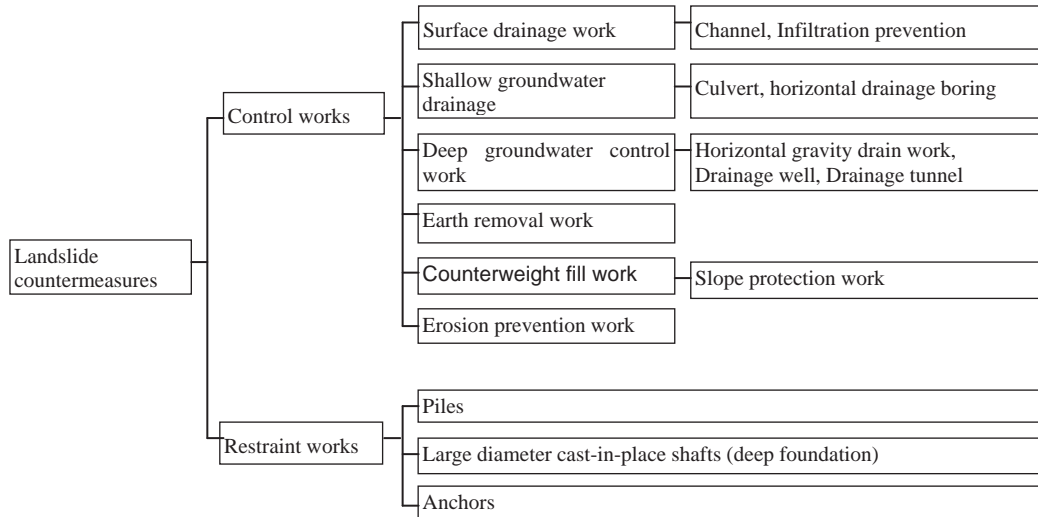 Surface drainage work
Channel, Infiltration prevention
Shallow groundwater
drainage
Culvert, horizontal drainage boring
Control works
Deep groundwater control
work
Horizontal gravity drain work,
Drainage well, Drainage tunnel
Earth removal work
Landslide
countermeasures
Counterweight fill work
Slope protection work
Erosion prevention work
Piles
Restraint works
Large diameter cast-in-place shafts (deep foundation)
Anchors